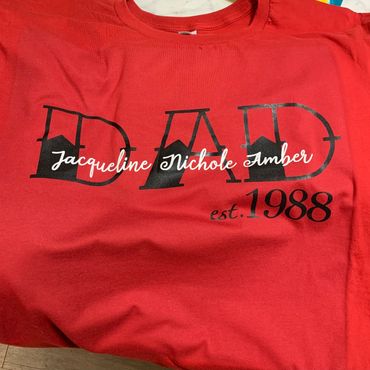 DAD
Jacqueline Nichole Amber
est.1988